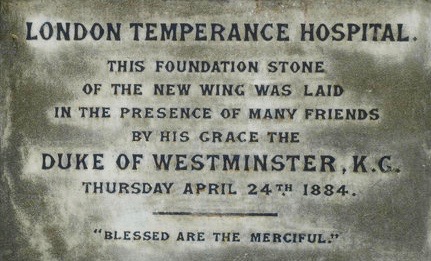 LONDON TEMPERANCE HOSPITAL.
THIS FOUNDATION STONE
OF THE NEW WING WAS LAID
IN THE PRESENCE OF MANY FRIENDS
BY HIS GRACE THE
DUKE OF WESTMINSTER, K.G.
THURSDAY APRIL 24TH 1884.
"BLESSED ARE THE MERCIFUL."